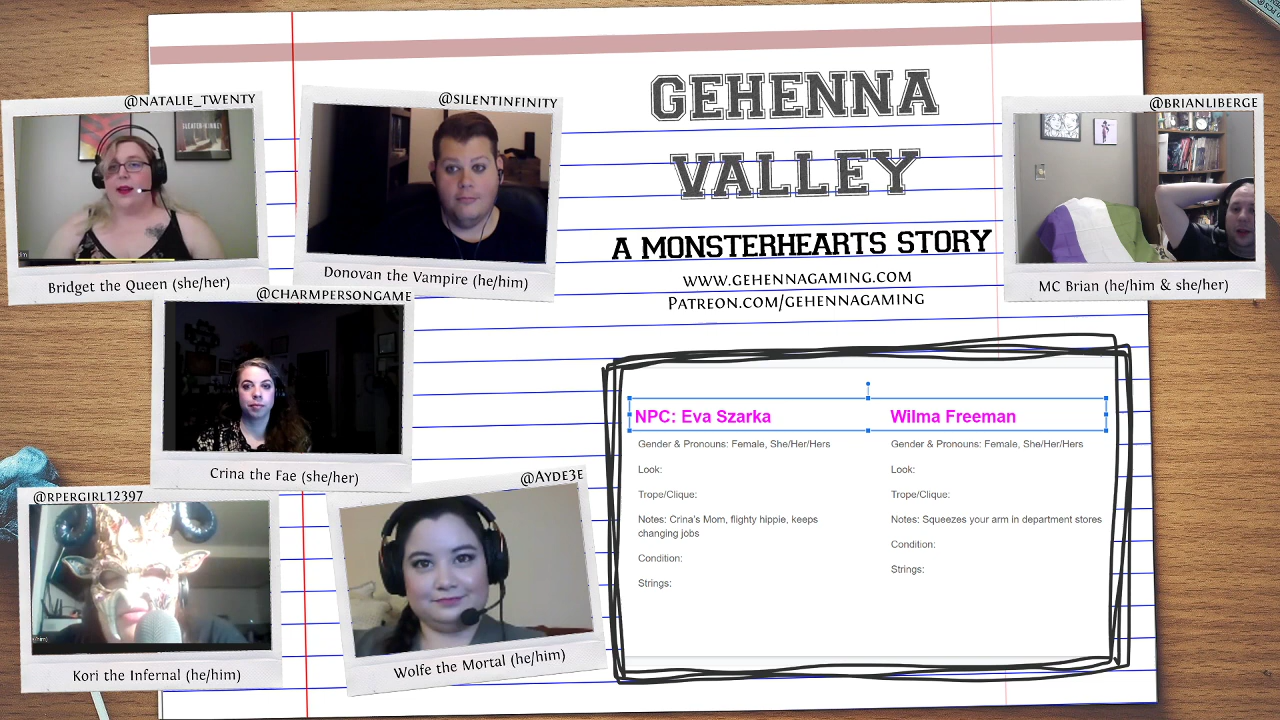 @NATALIE_TWENTY
SLEATER-KINNEY
Bridget the Queen (she/her)
@SILENTINFINITY
Donovan the Vampire (he/him)
GEHENNA
VALLEY
A MONSTERHEARTS STORY
WWW.GEHENNAGAMING.COM
PATREON.COM/GEHENNAGAMING
@BRIANLIBERGE
MC Brian (he/him & she/her)
@CHARMPERSONGAME
Crina the Fae (she/her)
@RPERGIRL12397
Kori the Infernal (he/him)
@AYDE3E
Wolfe the Mortal (he/him)
NPC: Eva Szarka
Gender & Pronouns: Female, She/Her/Hers
Look:
Trope/Clique:
Notes: Crina's Mom, flighty hippie, keeps
changing jobs
Condition:
Strings:
Wilma Freeman
Gender & Pronouns: Female, She/Her/Hers
Look:
Trope/Clique:
Notes: Squeezes your arm in department stores
Condition:
Strings: